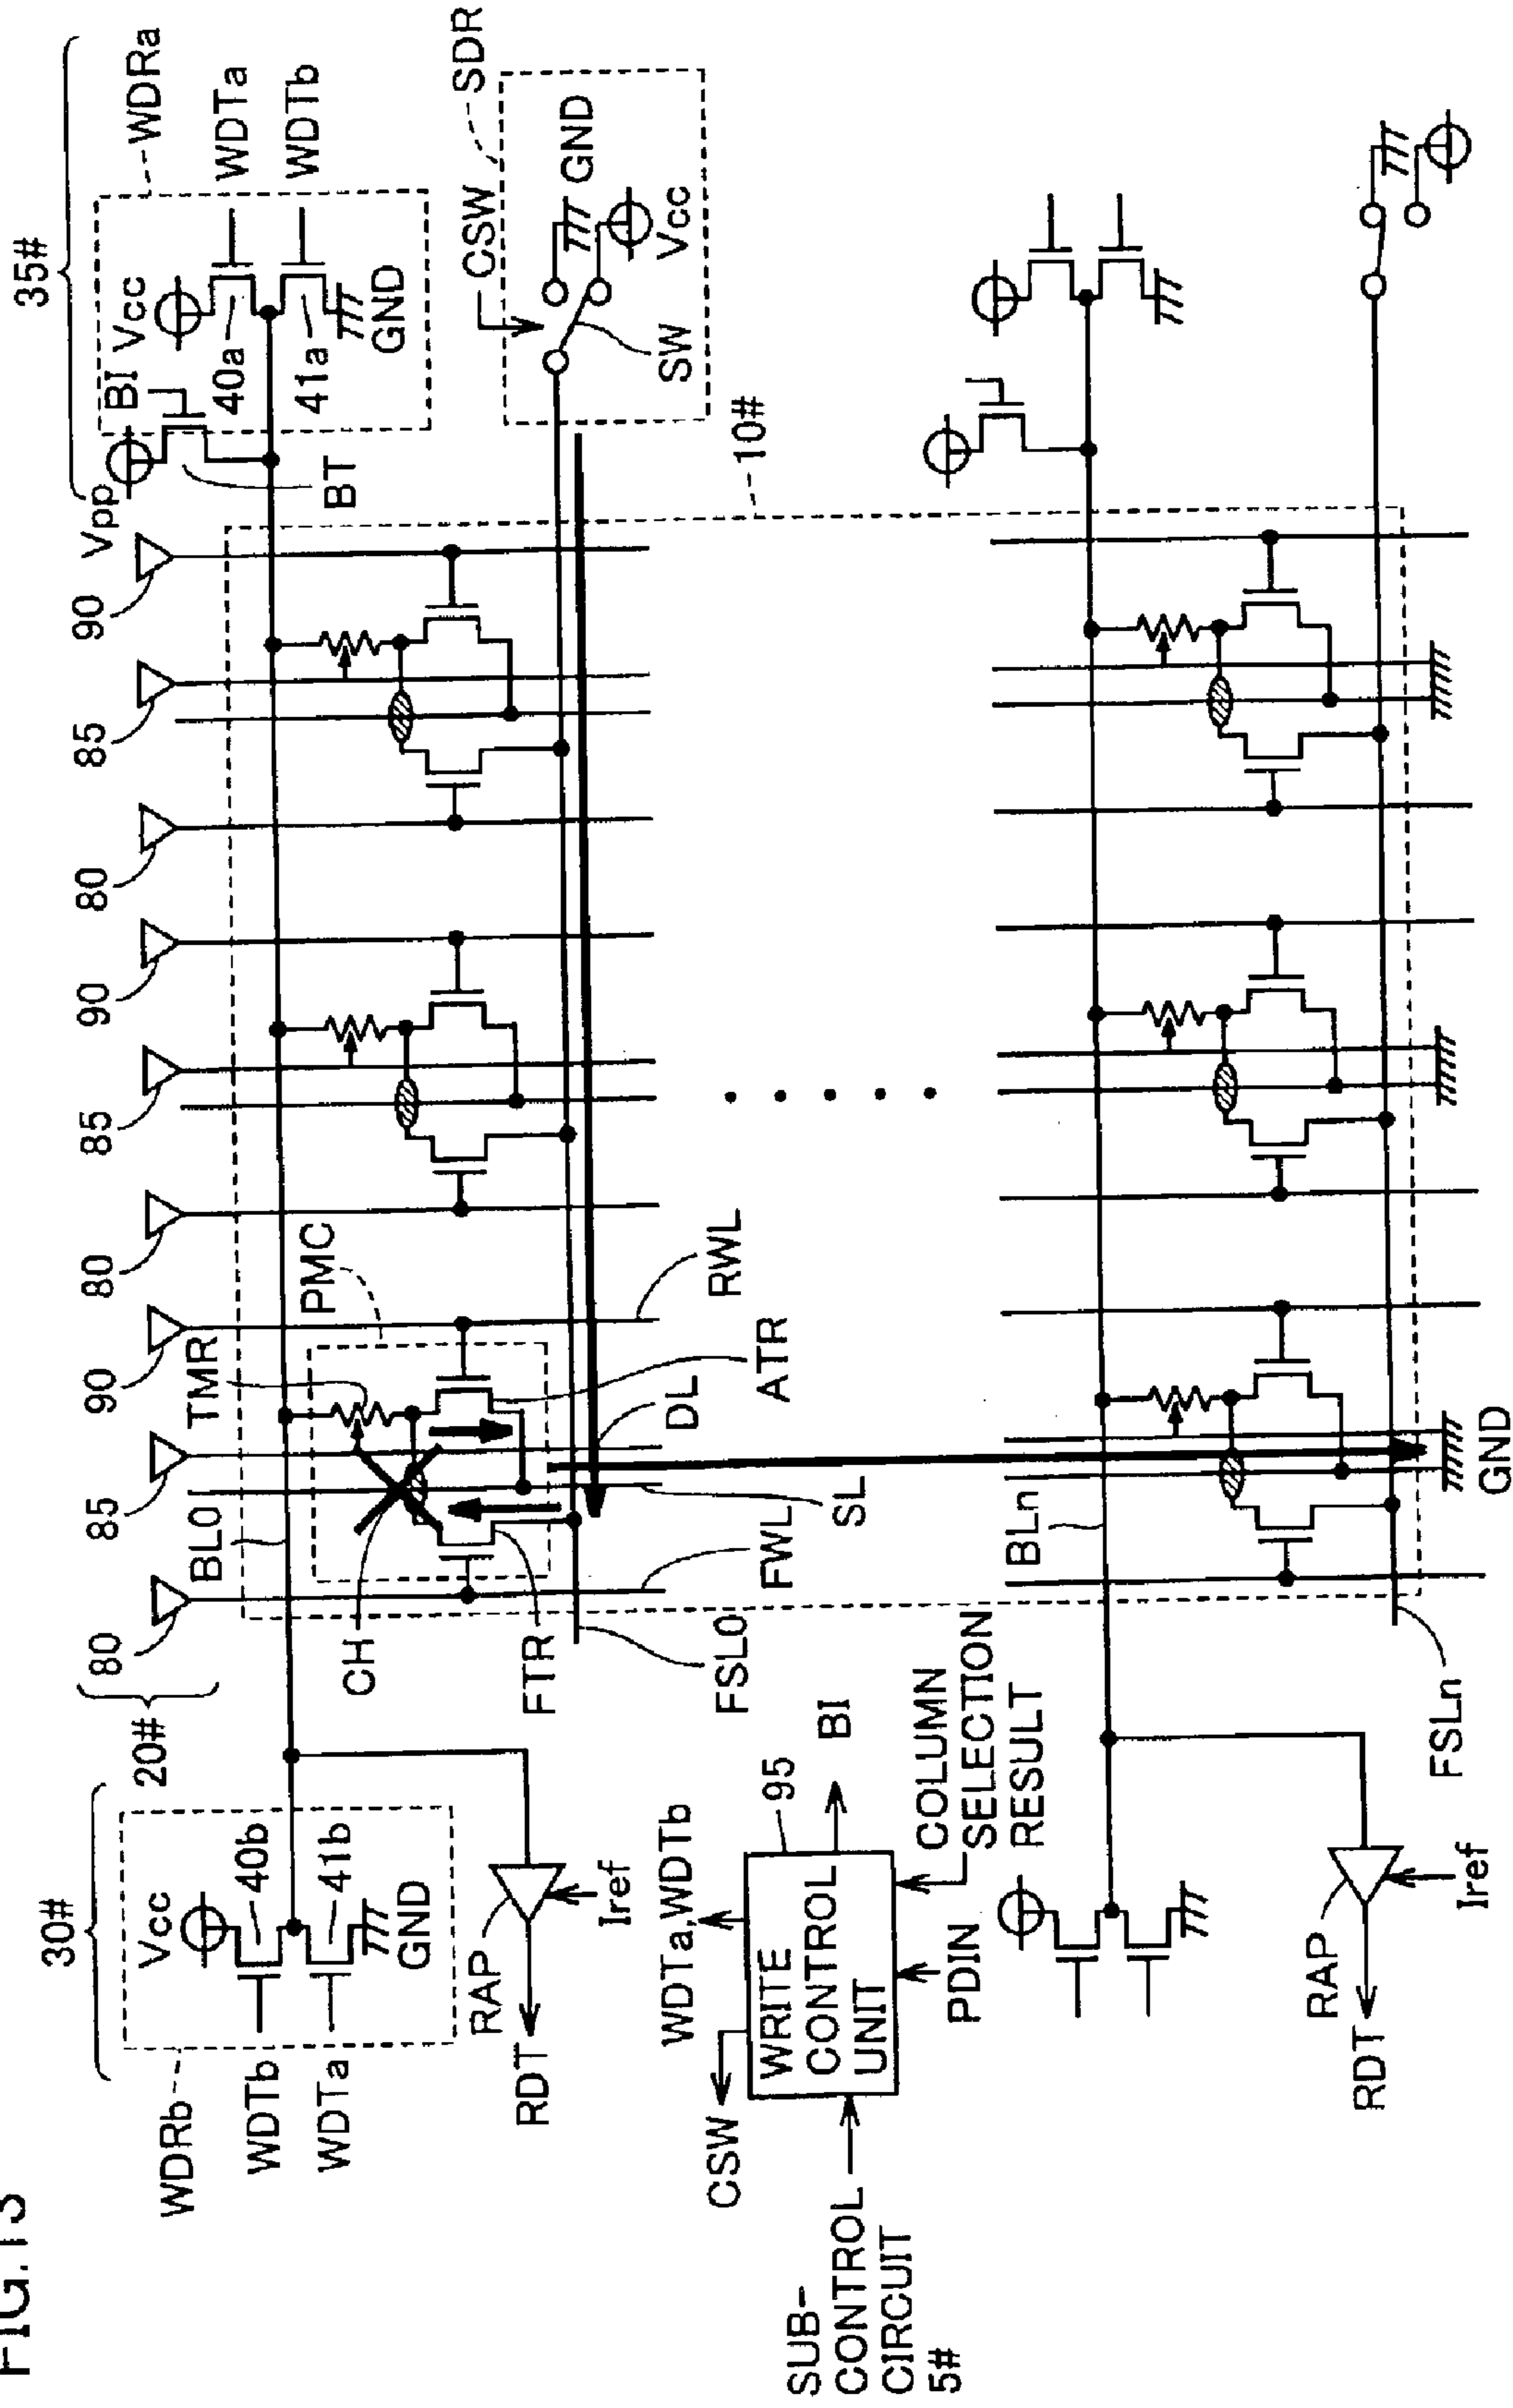 FIG.13
30#
WDRb
Vcc
40b
WDTb
41b
WDTa
GND
RAP
RDT
Iref
20#
80
85
90
80
85
90
80
85
90
BL0
TMR
PMC
CH
FTR
FSL0
FWL
SL
DL
ATR
RWL
35#
Vpp
BI
BT
Vcc
40a
41a
GND
WDRa
WDTa
WDTb
SDR
CSW
GND
Vcc
SW
10#
WDTa,WDTb
CSW
95
BI
WRITE
CONTROL
UNIT
SUB-
CONTROL
CIRCUIT
5#
PDIN
COLUMN
SELECTION
RESULT
BLn
GND
FSLn
RAP
RDT
Iref